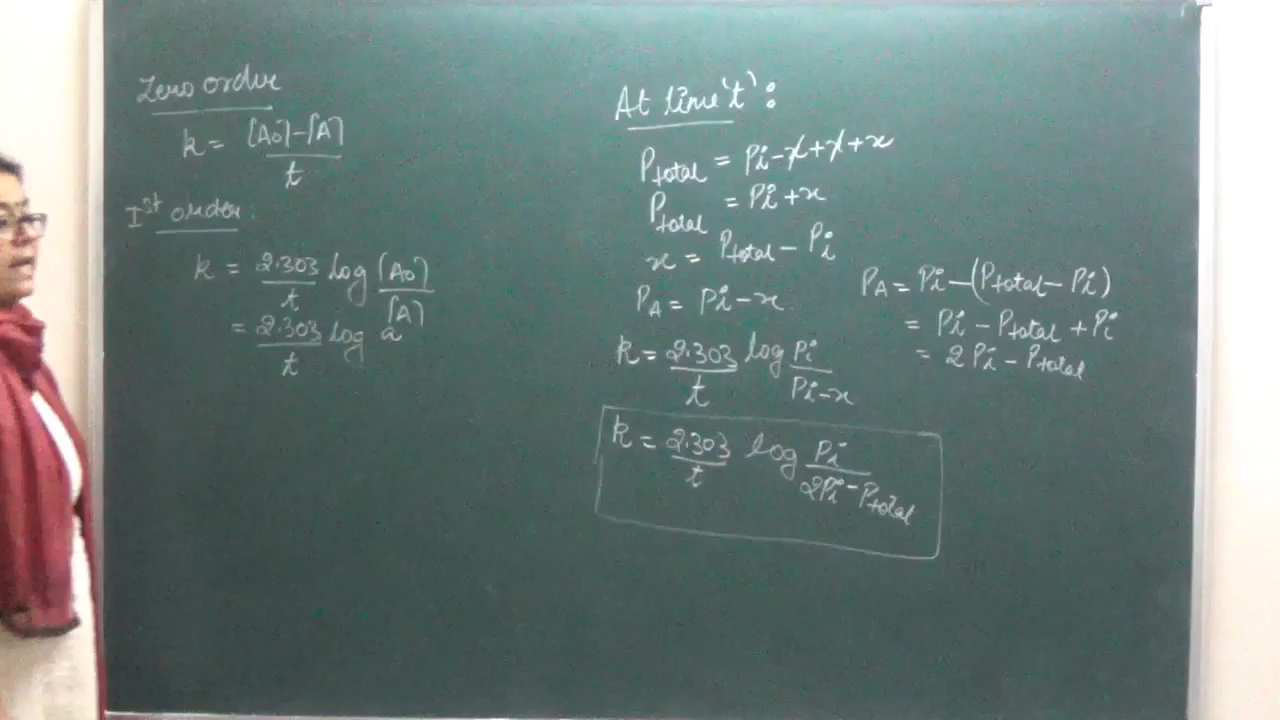 Zero order
k = [A₀]-[A] / t
Iˢᵗ order:
k = 2.303/t log [A₀]/[A]
= 2.303/t log a
At time 't':
Ptotal = Pi-x+x+x
Ptotal = Pi+x
x = Ptotal - Pi
PA = Pi-x
k = 2.303/t log Pi/Pi-x
k = 2.303/t log Pi/2Pi-Ptotal
PA = Pi-(Ptotal-Pi)
= Pi - Ptotal + Pi
= 2Pi - Ptotal